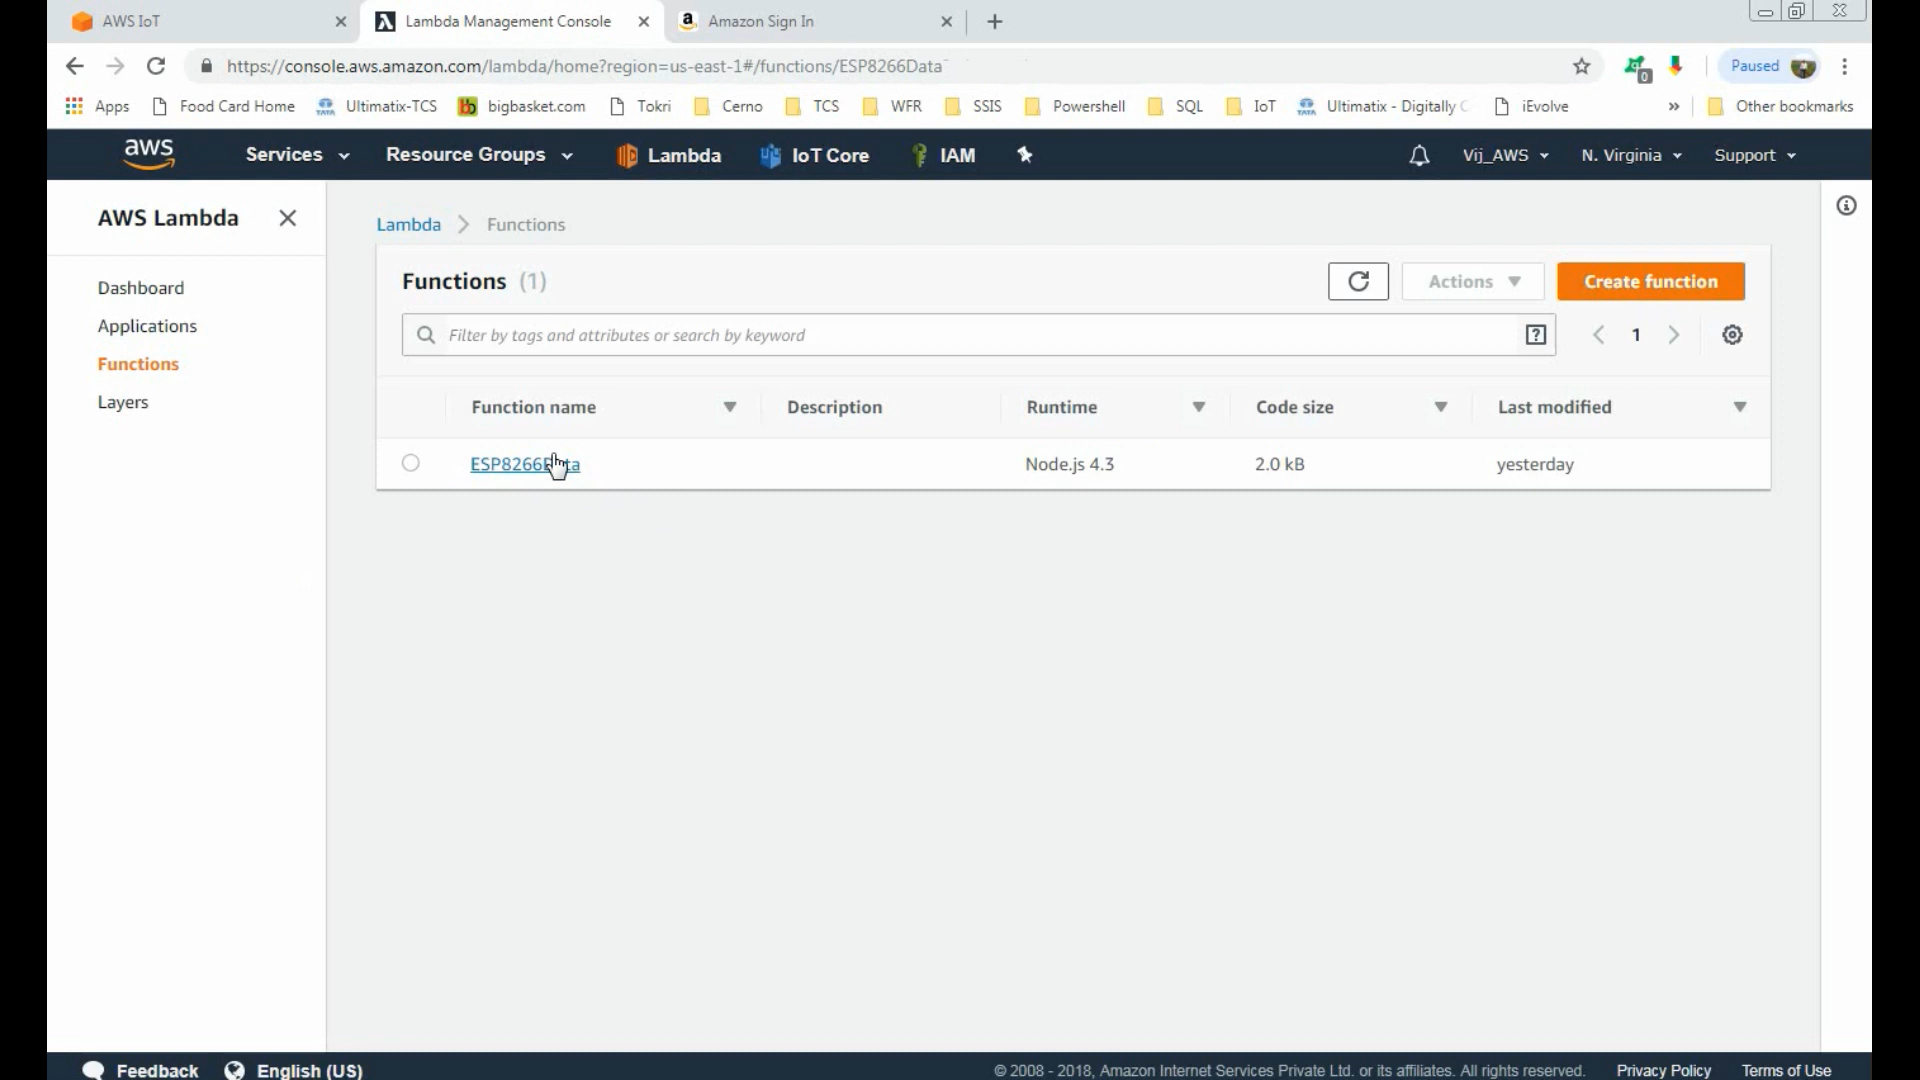 AWS IoT
Lambda Management Console
Amazon Sign In
https://console.aws.amazon.com/lambda/home?region=us-east-1#/functions/ESP8266Data
0
Paused
Apps
Food Card Home
Ultimatix-TCS
bigbasket.com
Tokri
Cerno
TCS
WFR
SSIS
Powershell
SQL
IoT
Ultimatix - Digitally
iEvolve
»
Other bookmarks
aws
Services
Resource Groups
Lambda
IoT Core
IAM
Vij_AWS
N. Virginia
Support
AWS Lambda
Dashboard
Applications
Functions
Layers
Lambda > Functions
Functions (1)
Actions
Create function
Filter by tags and attributes or search by keyword
1
Function name
Description
Runtime
Code size
Last modified
ESP8266Data
Node.js 4.3
2.0 kB
yesterday
Feedback
English (US)
© 2008 - 2018, Amazon Internet Services Private Ltd. or its affiliates. All rights reserved.
Privacy Policy
Terms of Use